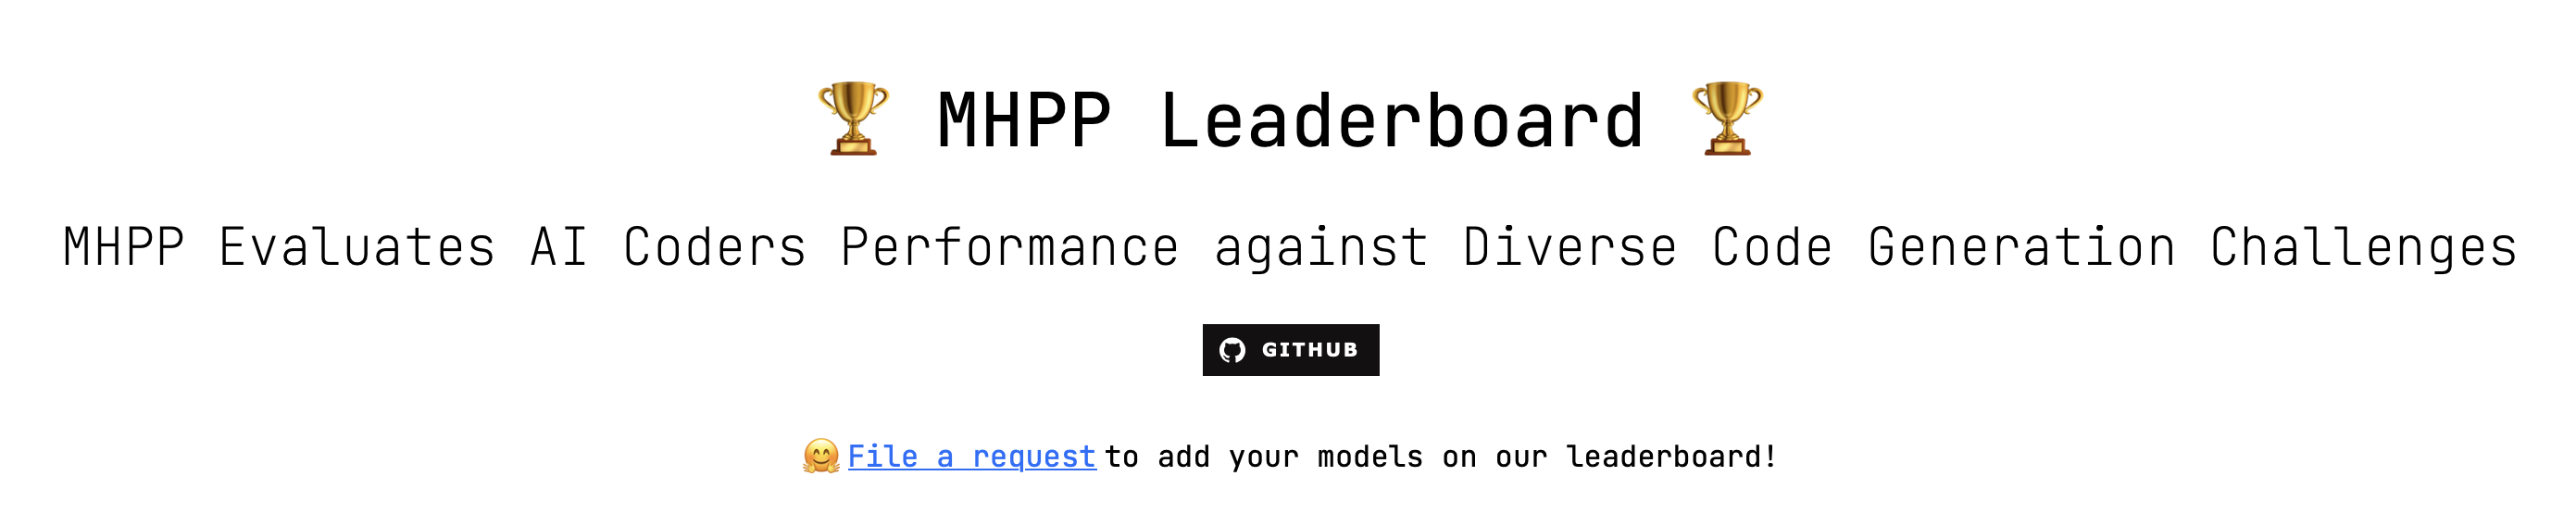 🏆 MHPP Leaderboard 🏆
MHPP Evaluates AI Coders Performance against Diverse Code Generation Challenges
GITHUB
🤗 File a request to add your models on our leaderboard!